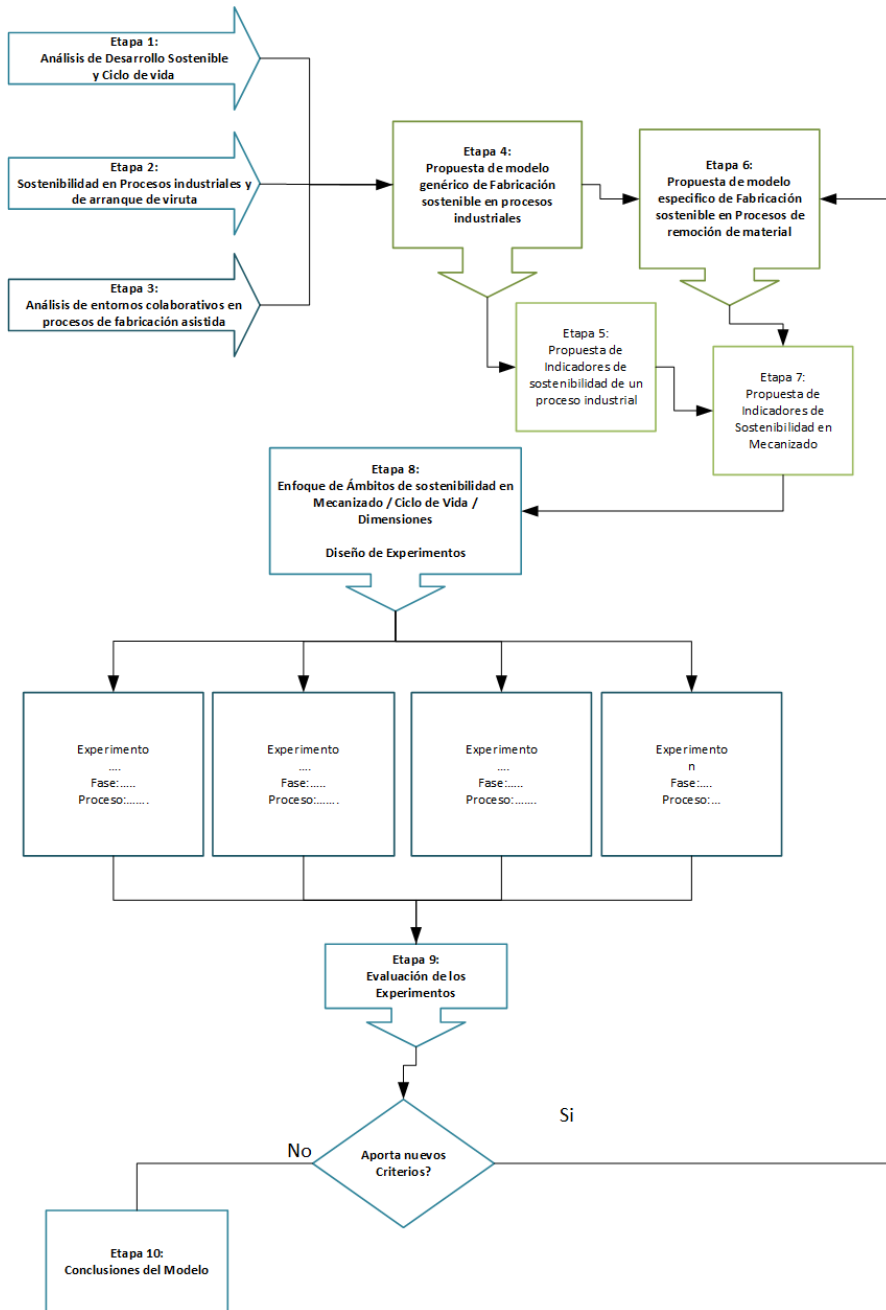 Etapa 1:
Análisis de Desarrollo Sostenible
y Ciclo de vida
Etapa 2:
Sostenibilidad en Procesos industriales y
de arranque de viruta
Etapa 3:
Análisis de entornos colaborativos en
procesos de fabricación asistida
Etapa 4:
Propuesta de modelo
genérico de Fabricación
sostenible en procesos
industriales
Etapa 6:
Propuesta de modelo
especifico de Fabricación
sostenible en Procesos de
remoción de material
Etapa 5:
Propuesta de
Indicadores de
sostenibilidad de un
proceso industrial
Etapa 7:
Propuesta de
Indicadores de
Sostenibilidad en
Mecanizado
Etapa 8:
Enfoque de Ámbitos de sostenibilidad en
Mecanizado / Ciclo de Vida /
Dimensiones
Diseño de Experimentos
Experimento
....
Fase:.....
Proceso:.......
Experimento
....
Fase:.....
Proceso:.......
Experimento
....
Fase:.....
Proceso:.......
Experimento
n
Fase:....
Proceso:...
Etapa 9:
Evaluación de los
Experimentos
Si
No
Aporta nuevos
Criterios?
Etapa 10:
Conclusiones del Modelo